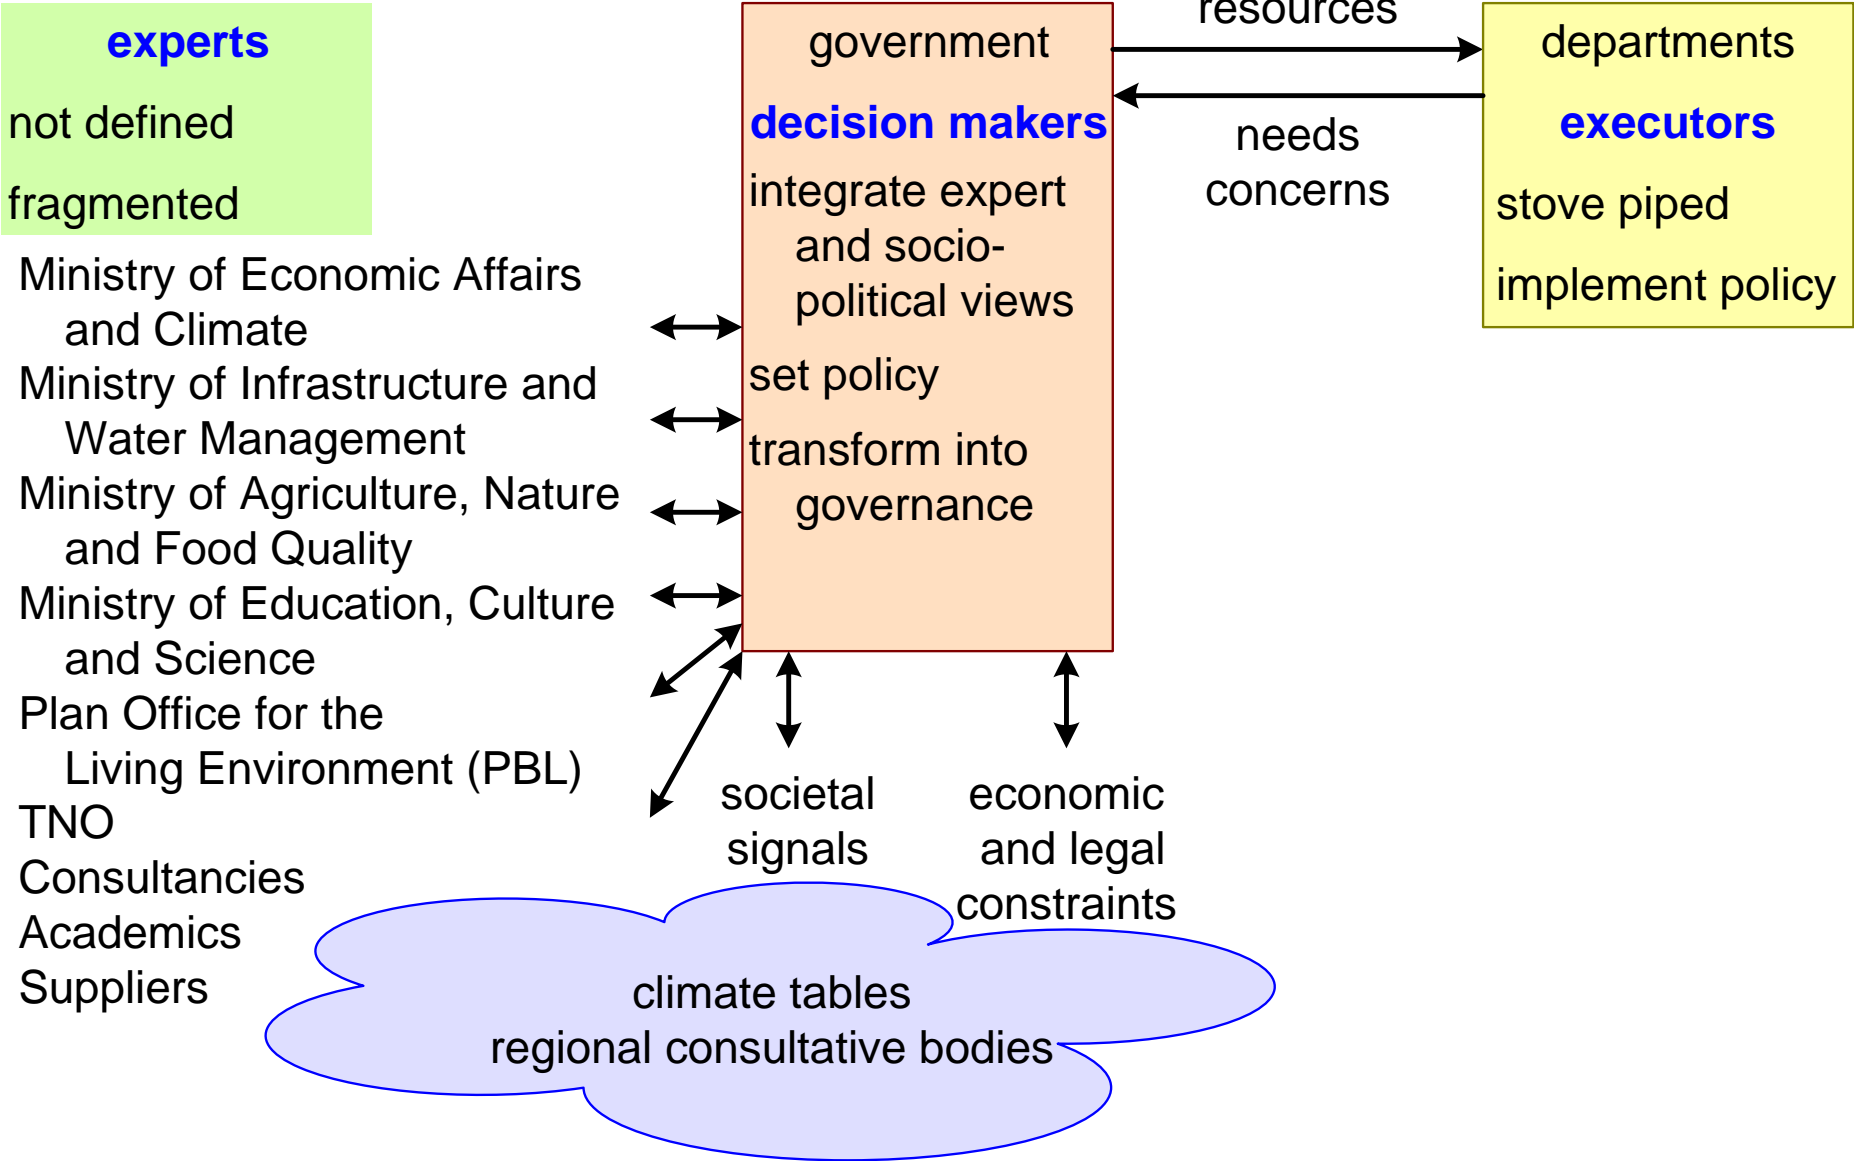 experts
not defined
fragmented
Ministry of Economic Affairs
and Climate
Ministry of Infrastructure and
Water Management
Ministry of Agriculture, Nature
and Food Quality
Ministry of Education, Culture
and Science
Plan Office for the
Living Environment (PBL)
TNO
Consultancies
Academics
Suppliers
government
decision makers
integrate expert
and socio-
political views
set policy
transform into
governance
resources
needs
concerns
departments
executors
stove piped
implement policy
societal
signals
economic
and legal
constraints
climate tables
regional consultative bodies